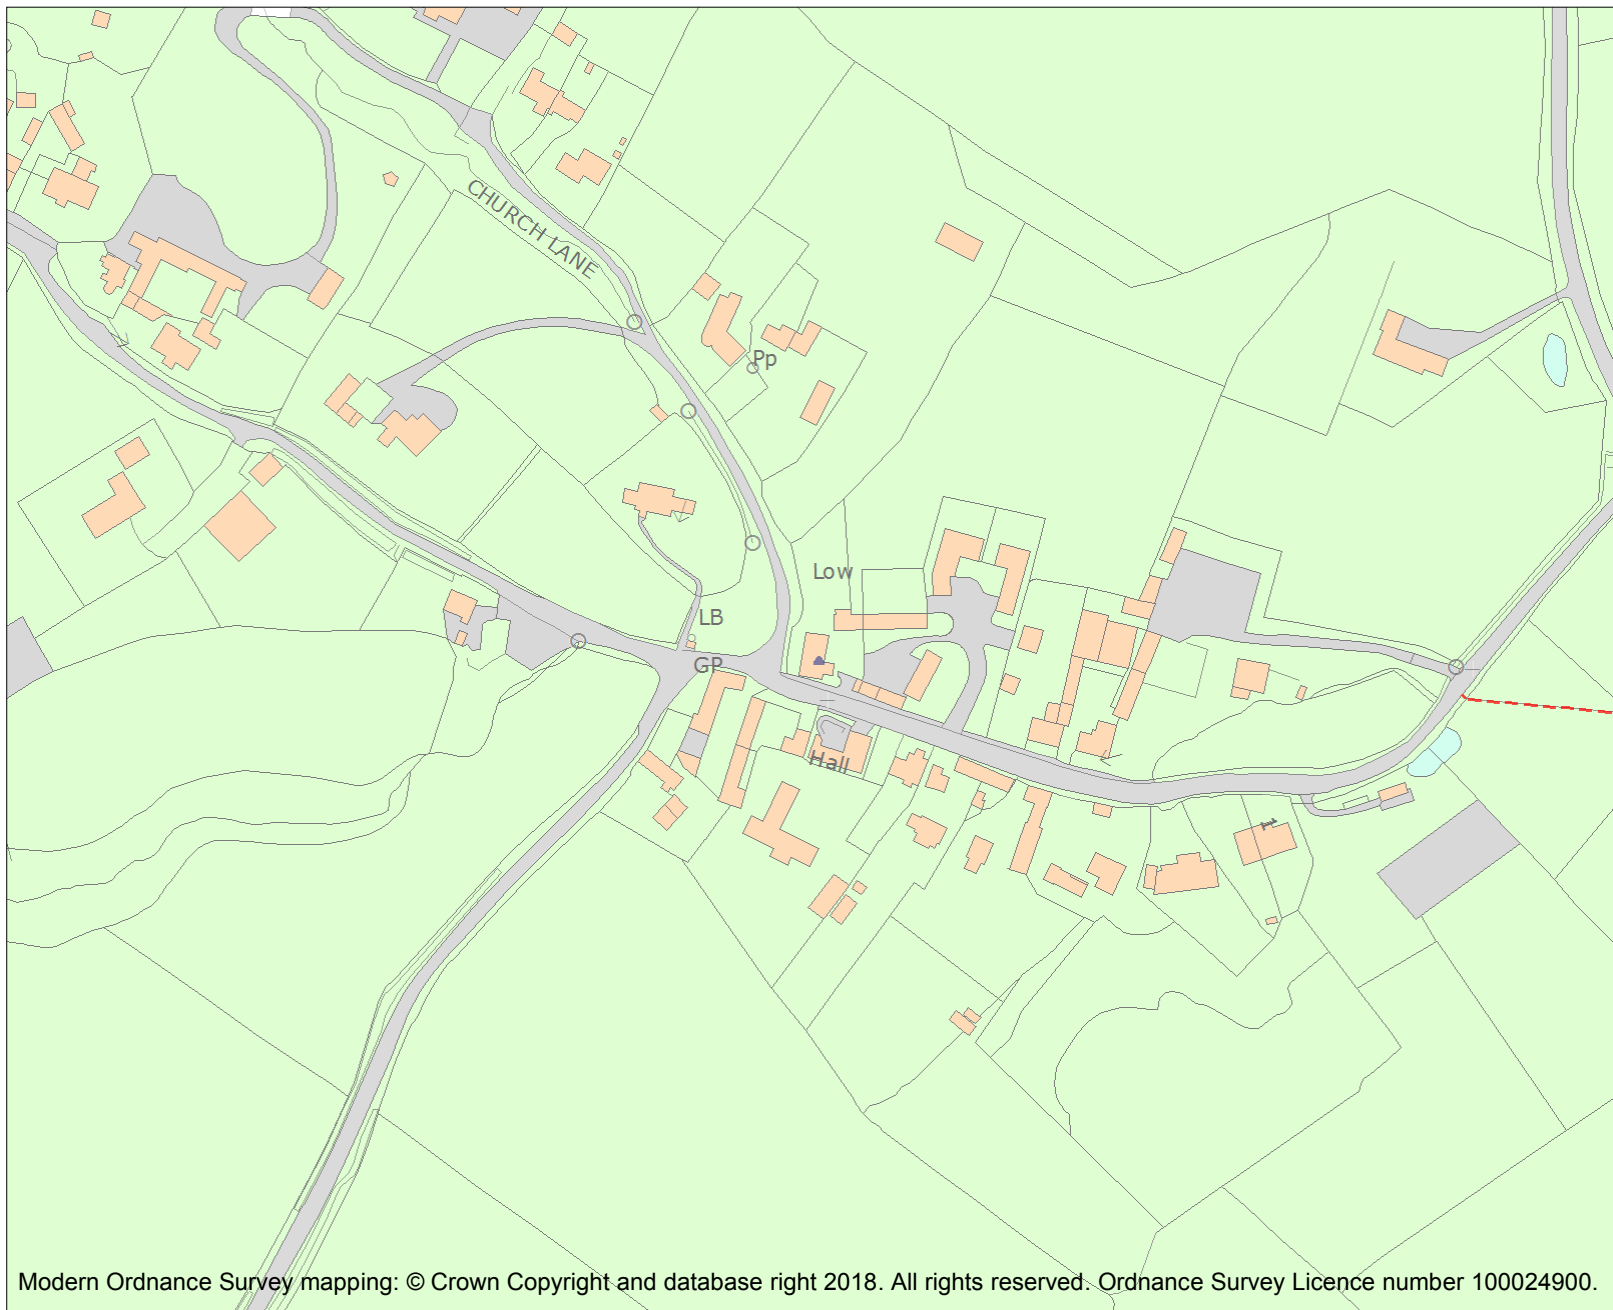 CHURCH LANE
Pp
Low
LB
GP
Hall
1
Modern Ordnance Survey mapping: © Crown Copyright and database right 2018. All rights reserved. Ordnance Survey Licence number 100024900.